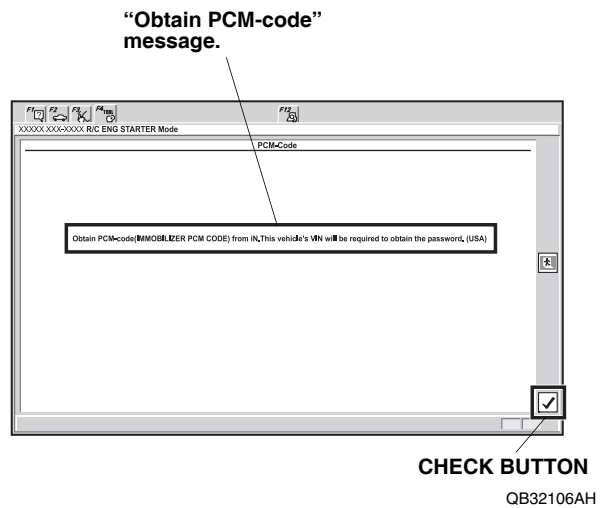 “Obtain PCM-code”
message.
F1 F2 F3 F4 TOOL F12
XXXXX XXX-XXXX R/C ENG STARTER Mode
PCM-Code
Obtain PCM-code(IMMOBILIZER PCM CODE) from iN.This vehicle's VIN will be required to obtain the password. (USA)
CHECK BUTTON
QB32106AH